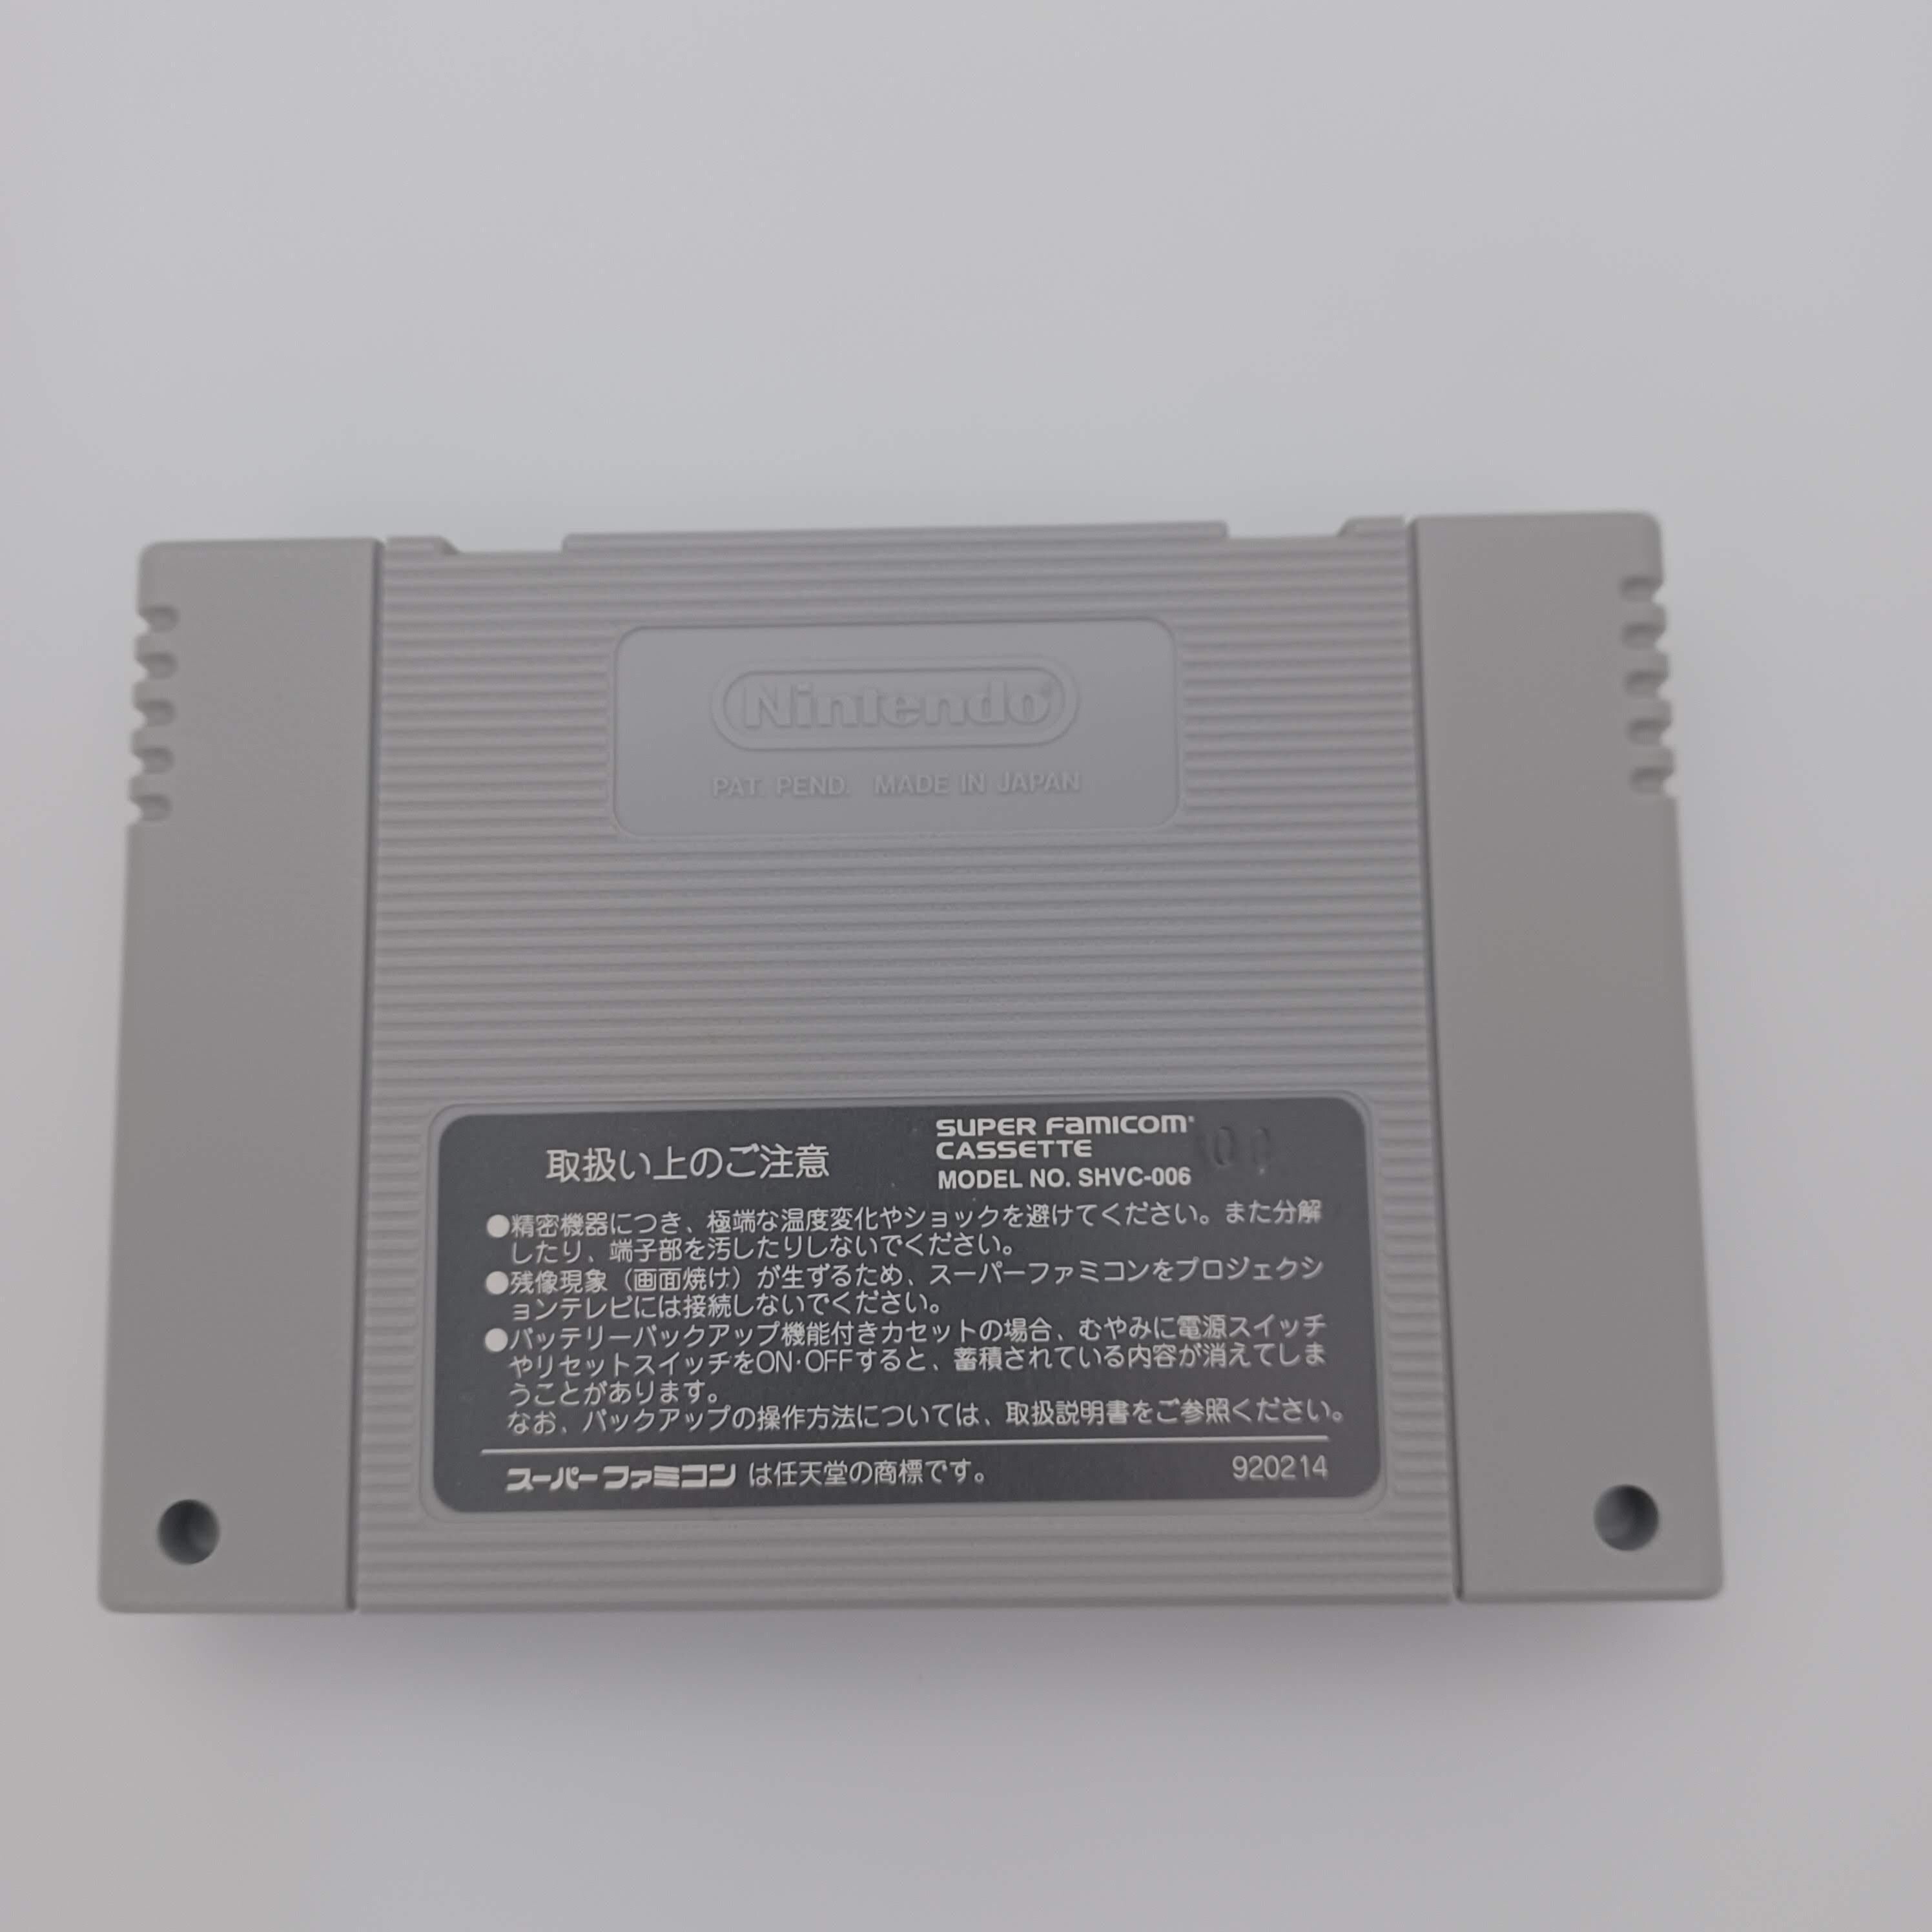 Nintendo®
PAT. PEND. MADE IN JAPAN
取扱い上のご注意
SUPER FAMICOM®
CASSETTE
MODEL NO. SHVC-006
●精密機器につき、極端な温度変化やショックを避けてください。また分解
したり、端子部を汚したりしないでください。
●残像現象（画面焼け）が生ずるため、スーパーファミコンをプロジェクシ
ョンテレビには接続しないでください。
●バッテリーバックアップ機能付きカセットの場合、むやみに電源スイッチ
やリセットスイッチをON・OFFすると、蓄積されている内容が消えてしま
うことがあります。
なお、バックアップの操作方法については、取扱説明書をご参照ください。
スーパーファミコン は任天堂の商標です。
920214